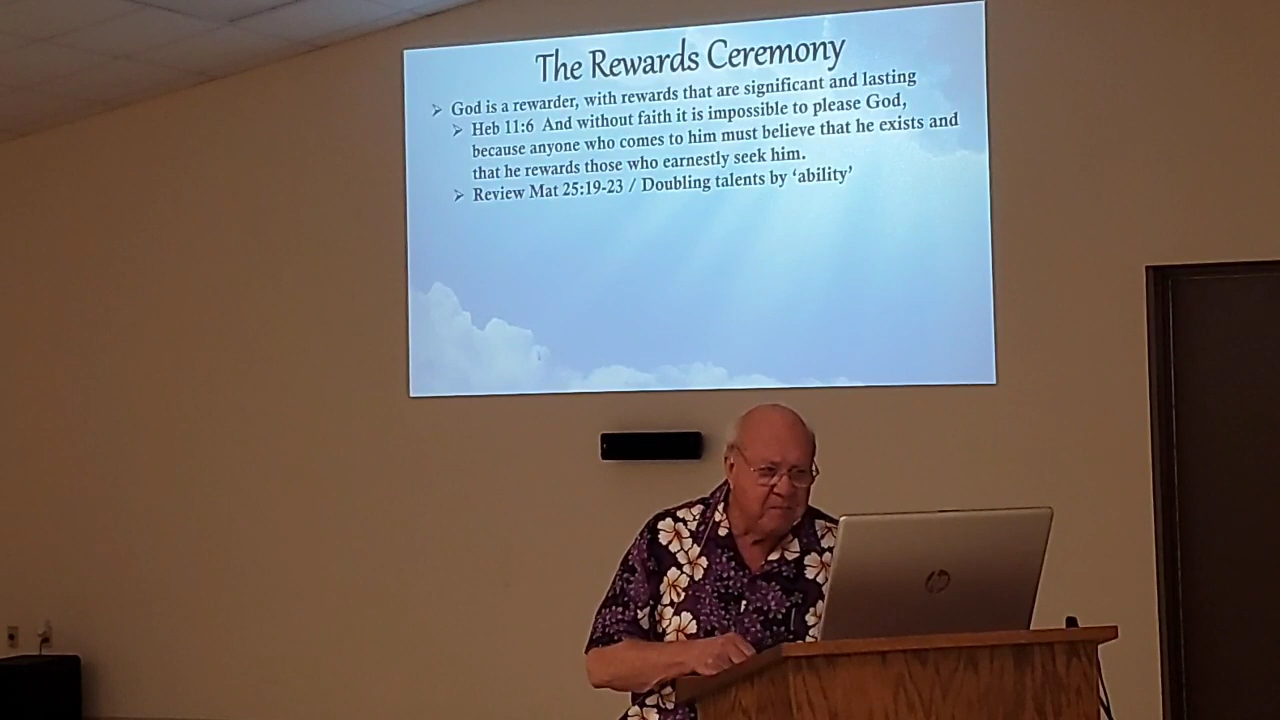 The Rewards Ceremony
➢ God is a rewarder, with rewards that are significant and lasting
➢ Heb 11:6 And without faith it is impossible to please God,
because anyone who comes to him must believe that he exists and
that he rewards those who earnestly seek him.
➢ Review Mat 25:19-23 / Doubling talents by ‘ability’
hp